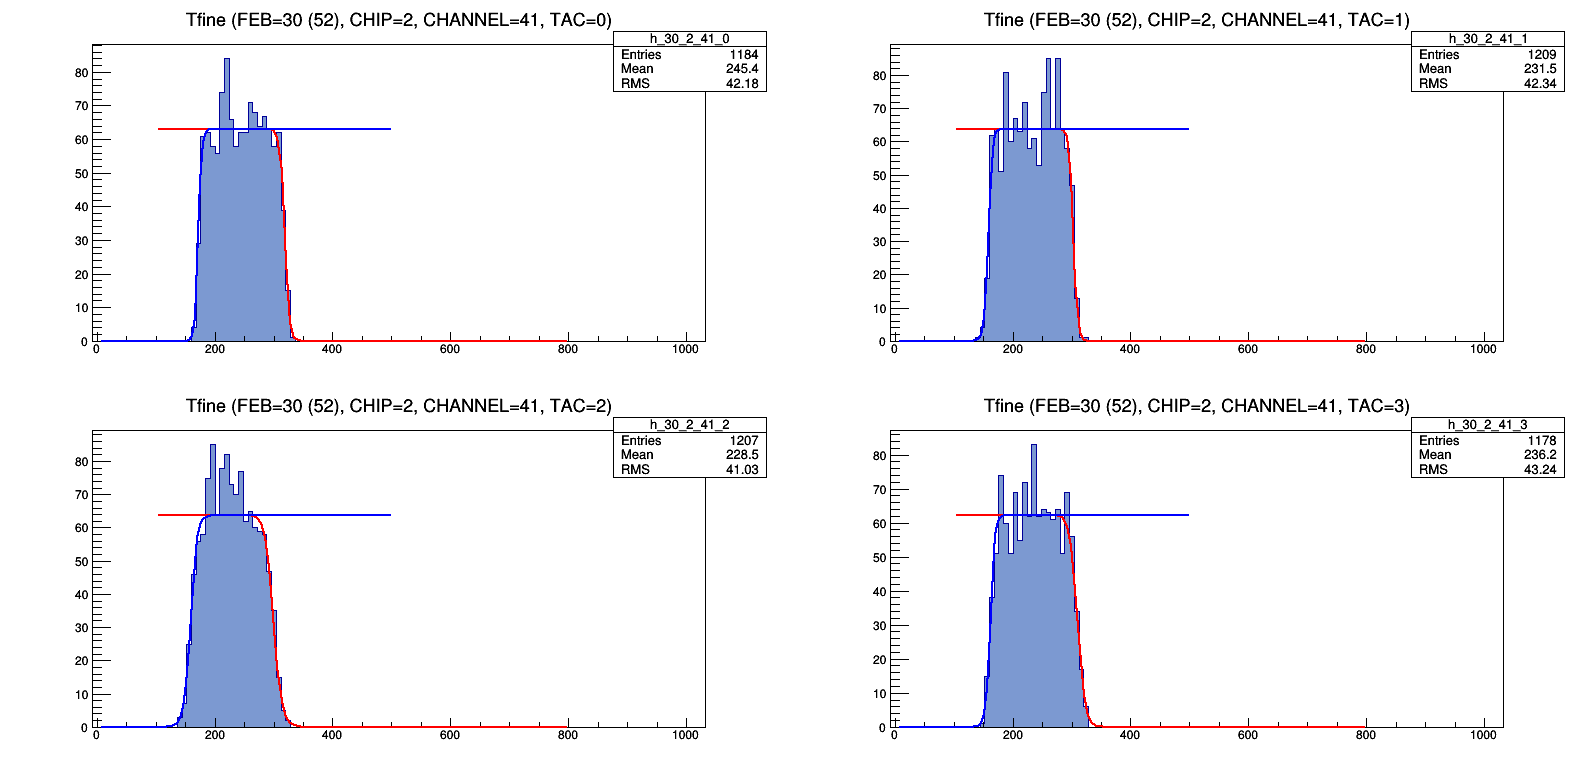 Tfine (FEB=30 (52), CHIP=2, CHANNEL=41, TAC=0)
h_30_2_41_0
Entries 1184
Mean 245.4
RMS 42.18
80
70
60
50
40
30
20
10
0
0 200 400 600 800 1000
Tfine (FEB=30 (52), CHIP=2, CHANNEL=41, TAC=1)
h_30_2_41_1
Entries 1209
Mean 231.5
RMS 42.34
80
70
60
50
40
30
20
10
0
0 200 400 600 800 1000
Tfine (FEB=30 (52), CHIP=2, CHANNEL=41, TAC=2)
h_30_2_41_2
Entries 1207
Mean 228.5
RMS 41.03
80
70
60
50
40
30
20
10
0
0 200 400 600 800 1000
Tfine (FEB=30 (52), CHIP=2, CHANNEL=41, TAC=3)
h_30_2_41_3
Entries 1178
Mean 236.2
RMS 43.24
80
70
60
50
40
30
20
10
0
0 200 400 600 800 1000